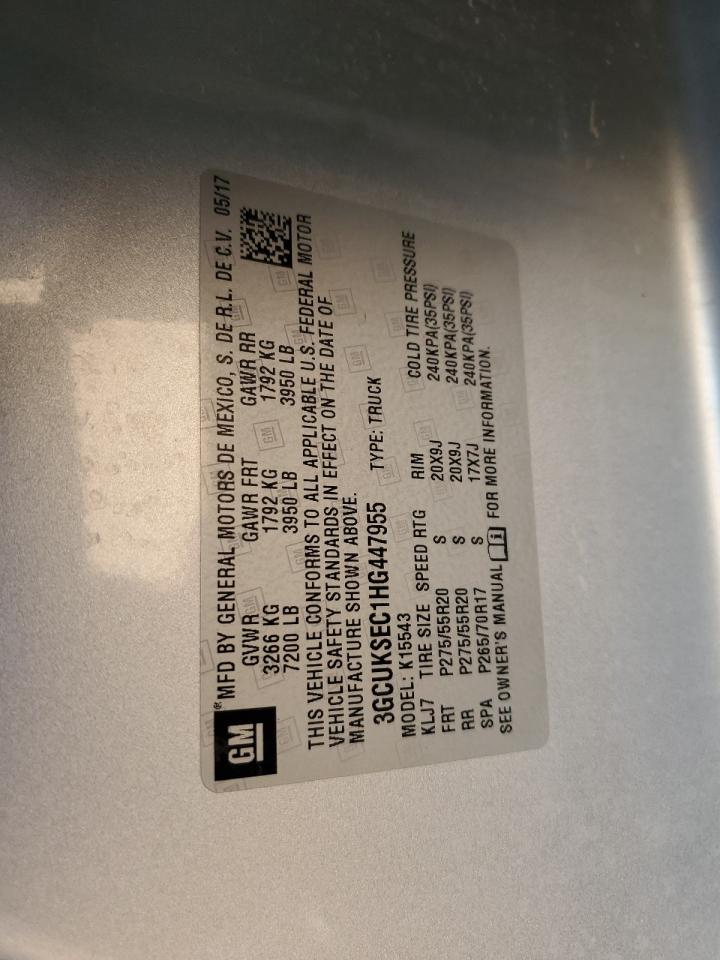 GM® MFD BY GENERAL MOTORS DE MEXICO, S. DE R.L. DE C.V. 05/17
GVWR GAWR FRT GAWR RR
3266 KG 1792 KG 1792 KG
7200 LB 3950 LB 3950 LB
THIS VEHICLE CONFORMS TO ALL APPLICABLE U.S. FEDERAL MOTOR
VEHICLE SAFETY STANDARDS IN EFFECT ON THE DATE OF
MANUFACTURE SHOWN ABOVE.
3GCUKSEC1HG447955 TYPE: TRUCK
MODEL: K15543
KLJ7 TIRE SIZE SPEED RTG RIM COLD TIRE PRESSURE
FRT P275/55R20 S 20X9J 240KPA(35PSI)
RR P275/55R20 S 20X9J 240KPA(35PSI)
SPA P265/70R17 S 17X7J 240KPA(35PSI)
SEE OWNER'S MANUAL FOR MORE INFORMATION.